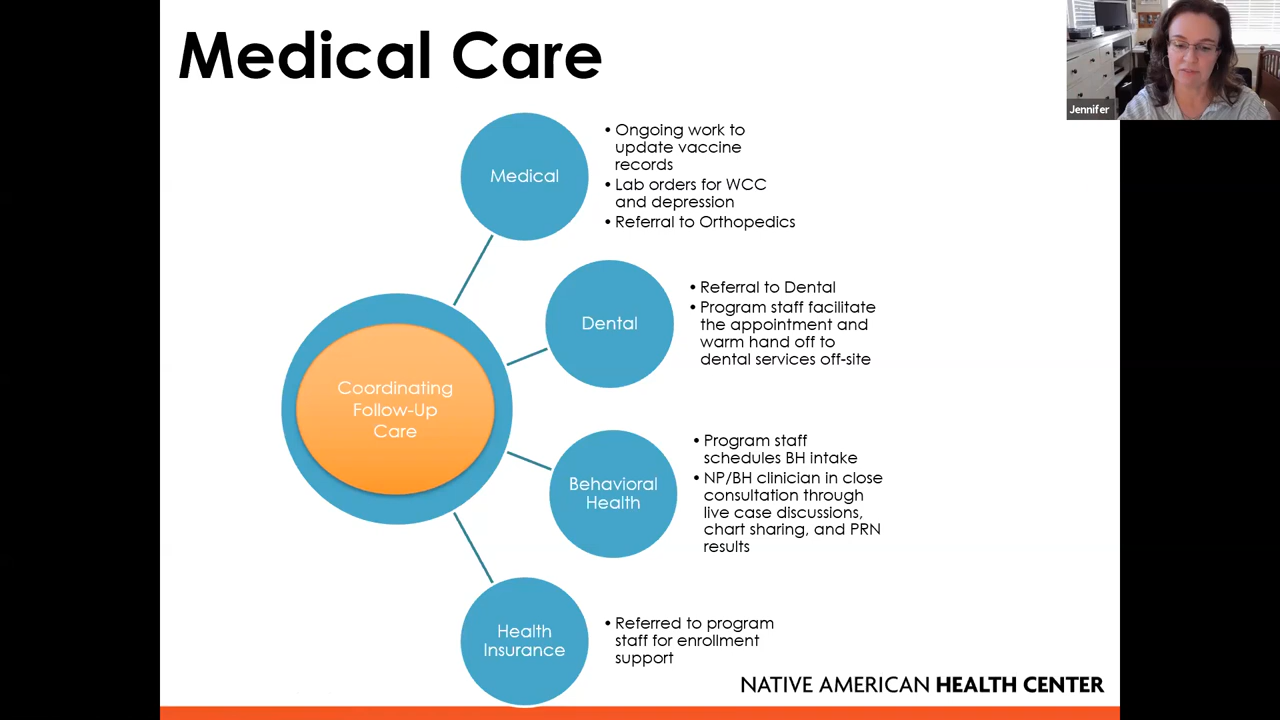 Medical Care
Jennifer
Medical
• Ongoing work to
update vaccine
records
• Lab orders for WCC
and depression
• Referral to Orthopedics
Dental
• Referral to Dental
• Program staff facilitate
the appointment and
warm hand off to
dental services off-site
Coordinating
Follow-Up
Care
Behavioral
Health
• Program staff
schedules BH intake
• NP/BH clinician in close
consultation through
live case discussions,
chart sharing, and PRN
results
Health
Insurance
• Referred to program
staff for enrollment
support
NATIVE AMERICAN HEALTH CENTER